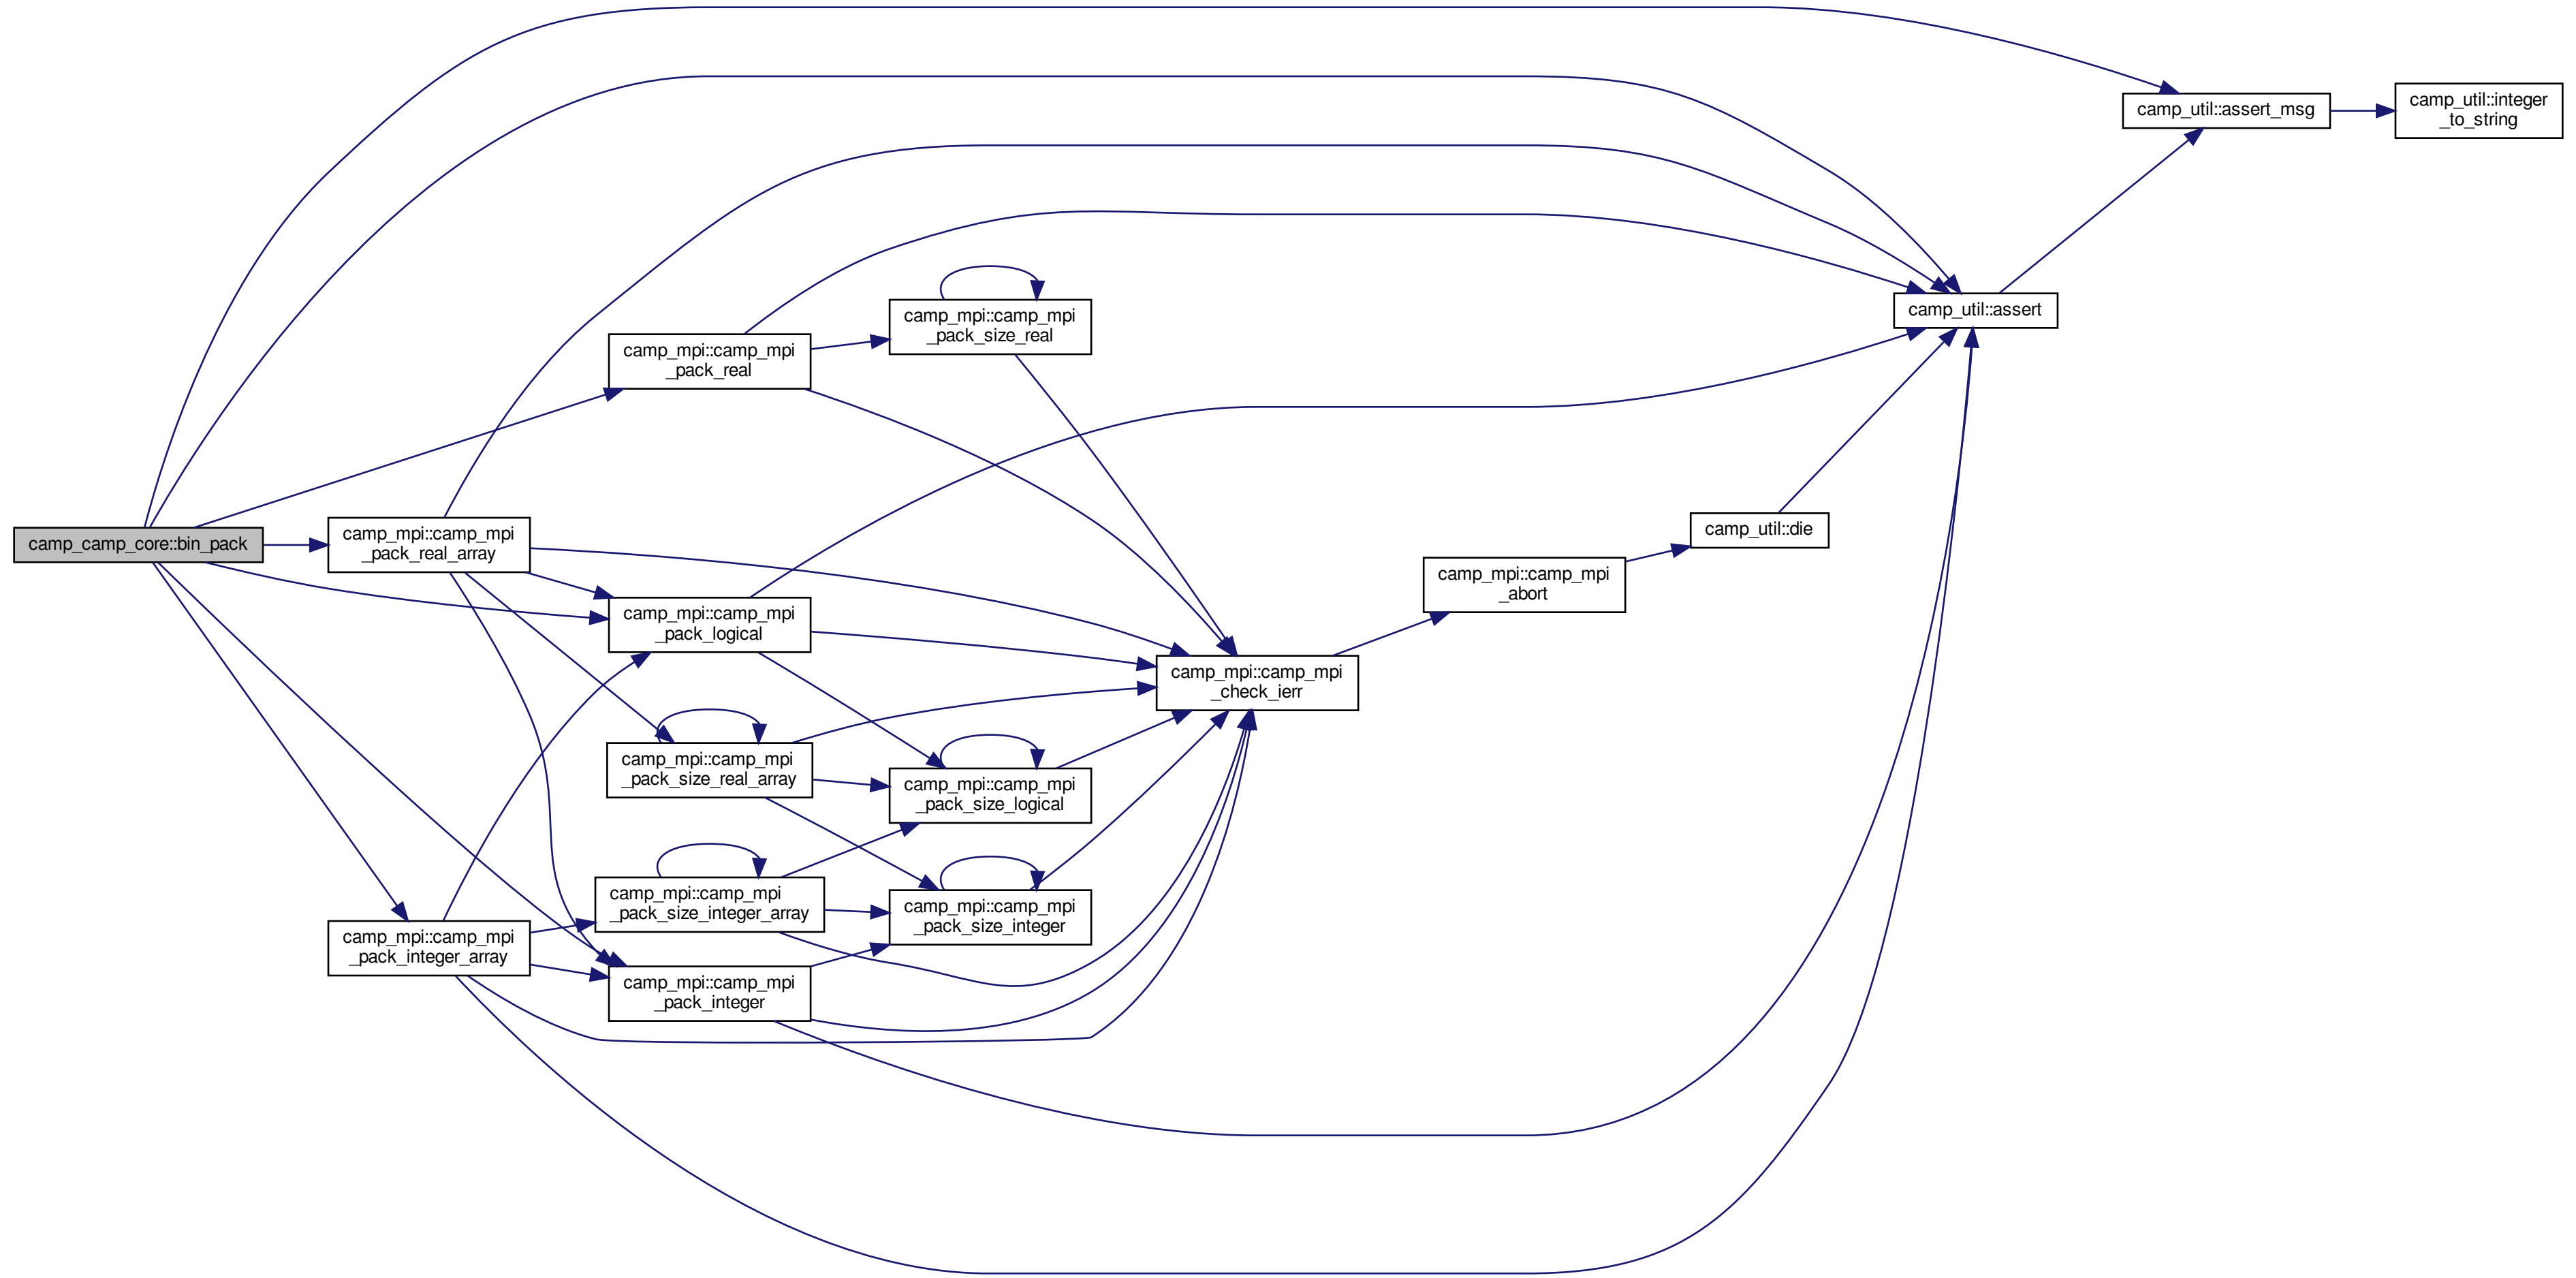 camp_util::assert_msg
camp_util::integer
_to_string
camp_util::assert
camp_mpi::camp_mpi
_pack_size_real
camp_mpi::camp_mpi
_pack_real
camp_camp_core::bin_pack
camp_mpi::camp_mpi
_pack_real_array
camp_util::die
camp_mpi::camp_mpi
_abort
camp_mpi::camp_mpi
_pack_logical
camp_mpi::camp_mpi
_check_ierr
camp_mpi::camp_mpi
_pack_size_real_array
camp_mpi::camp_mpi
_pack_size_logical
camp_mpi::camp_mpi
_pack_size_integer_array
camp_mpi::camp_mpi
_pack_size_integer
camp_mpi::camp_mpi
_pack_integer_array
camp_mpi::camp_mpi
_pack_integer